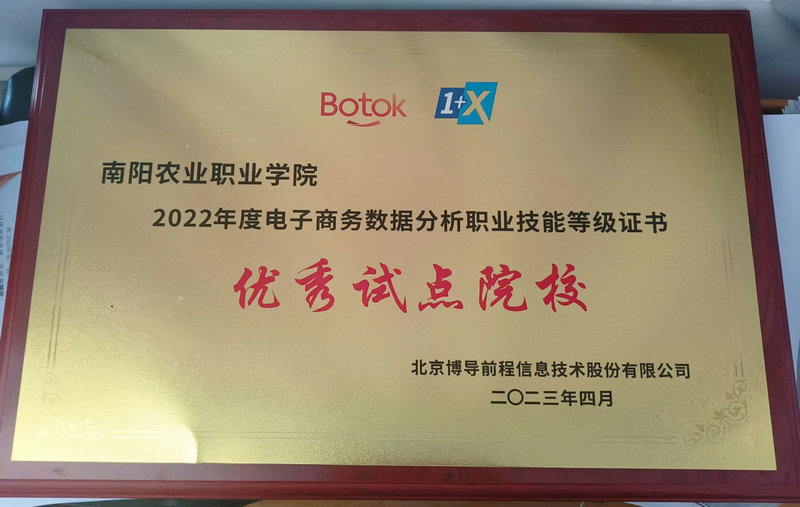 Botok 1+X
南阳农业职业学院
2022年度电子商务数据分析职业技能等级证书
优秀试点院校
北京博导前程信息技术股份有限公司
二〇二三年四月